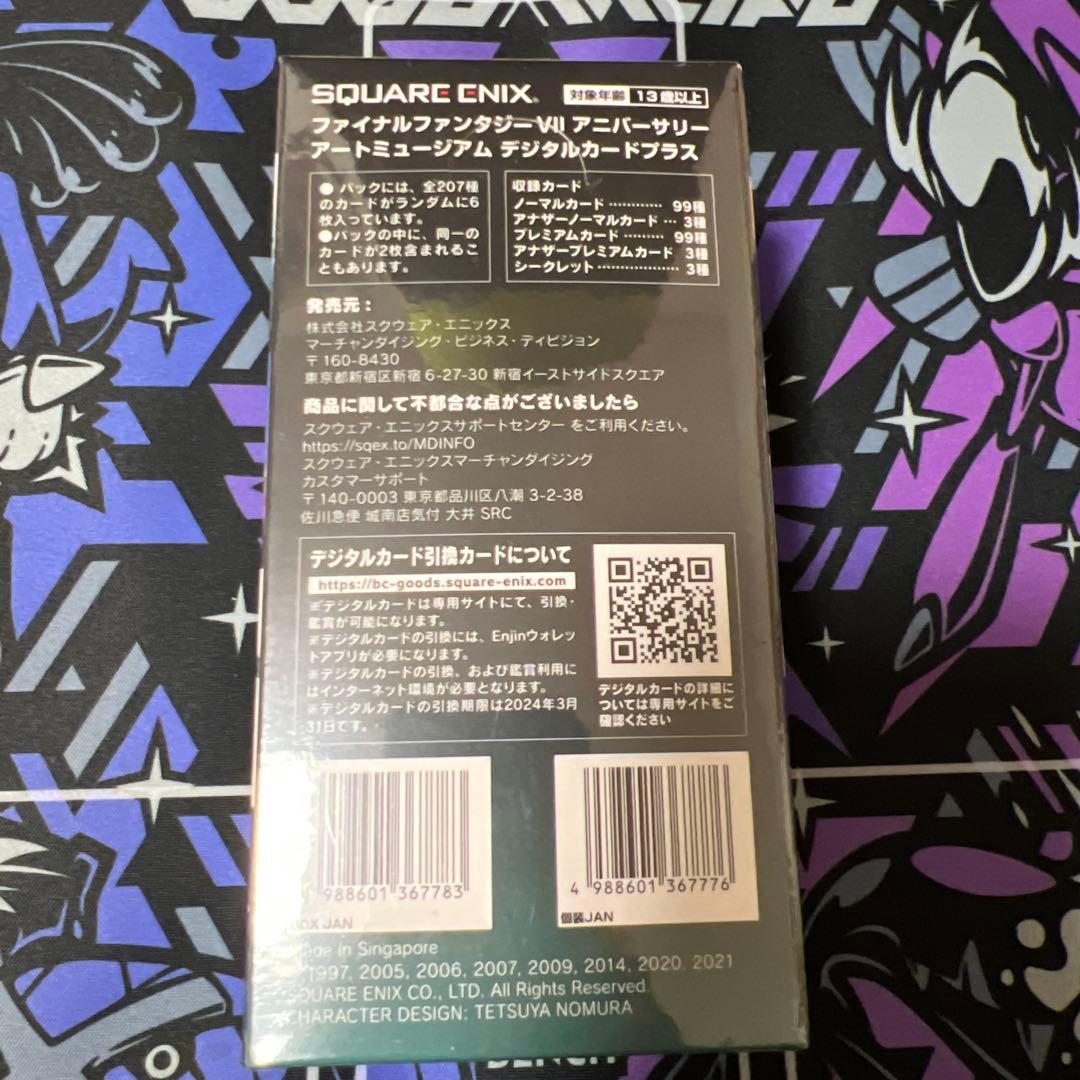 SQUARE ENIX
対象年齢 13歳以上
ファイナルファンタジーVII アニバーサリー
アートミュージアム デジタルカードプラス
● パックには、全207種
のカードがランダムに6
枚入っています。
●パックの中に、同一の
カードが2枚含まれるこ
ともあります。
収録カード
ノーマルカード ………… 99種
アナザーノーマルカード … 3種
プレミアムカード ……… 99種
アナザープレミアムカード 3種
シークレット ……………… 3種
発売元：
株式会社スクウェア・エニックス
マーチャンダイジング・ビジネス・ディビジョン
〒160-8430
東京都新宿区新宿 6-27-30 新宿イーストサイドスクエア
商品に関して不都合な点がございましたら
スクウェア・エニックスサポートセンター をご利用ください。
https://sqex.to/MDINFO
スクウェア・エニックスマーチャンダイジング
カスタマーサポート
〒140-0003 東京都品川区八潮 3-2-38
佐川急便 城南店気付 大井 SRC
デジタルカード引換カードについて
https://bc-goods.square-enix.com
※デジタルカードは専用サイトにて、引換・
鑑賞が可能になります。
※デジタルカードの引換には、Enjinウォレッ
トアプリが必要になります。
※デジタルカードの引換、および鑑賞利用に
はインターネット環境が必要となります。
※デジタルカードの引換期限は2024年3月
31日です。
デジタルカードの詳細に
ついては専用サイトをご
確認ください
988601 367783
BOX JAN
4 988601 367776
個装JAN
Made in Singapore
1997, 2005, 2006, 2007, 2009, 2014, 2020, 2021
SQUARE ENIX CO., LTD. All Rights Reserved.
CHARACTER DESIGN: TETSUYA NOMURA